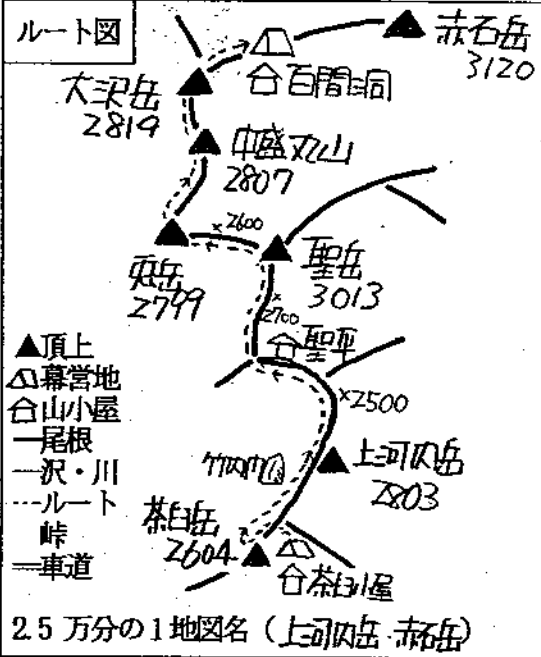 ルート図
赤石岳
3120
百間洞
大沢岳
2819
中盛丸山
2807
×2600
兎岳
2799
聖岳
3013
×2700
聖平
×2500
▲頂上
幕営地
山小屋
尾根
沢・川
ルート
峠
車道
上河内岳
2803
茶臼岳
2604
茶臼小屋
2.5 万分の1地図名（上河内岳 赤石岳）